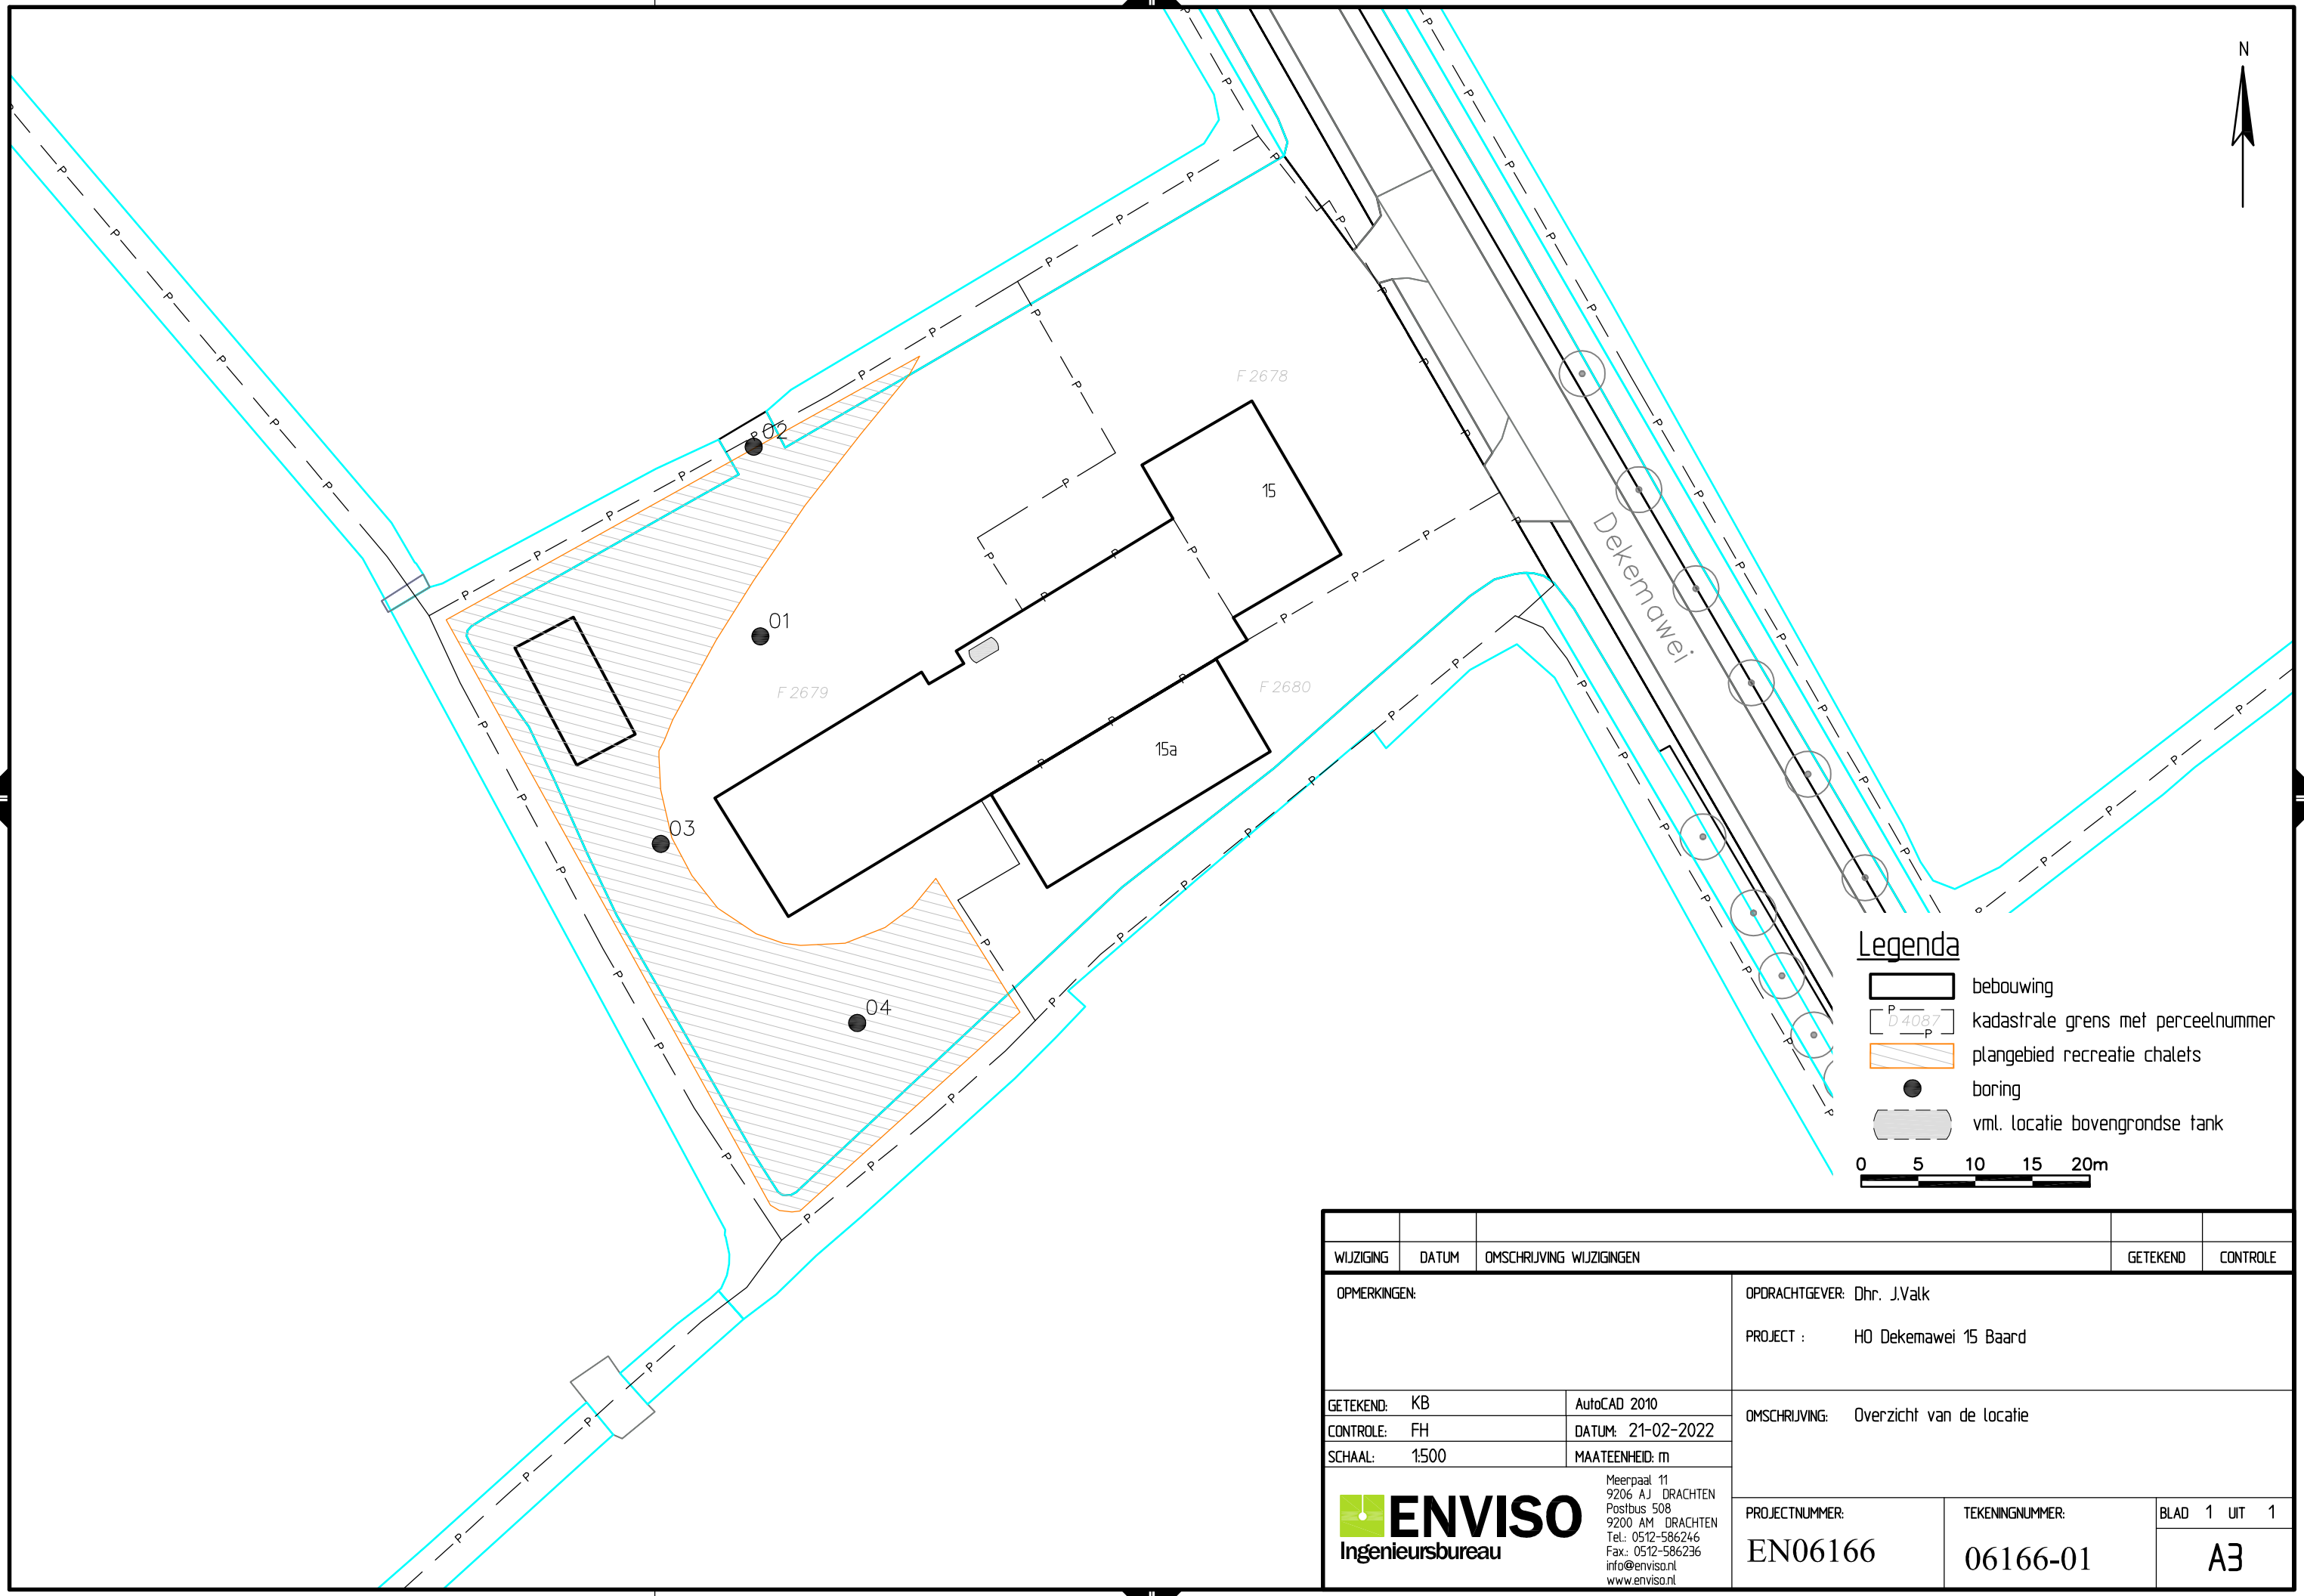 N
F 2678
02
15
01
F 2679
F 2680
15a
03
04
Dekemawei
Legenda
bebouwing
D 4087 kadastrale grens met perceelnummer
plangebied recreatie chalets
boring
vml. locatie bovengrondse tank
0 5 10 15 20m
WIJZIGING DATUM OMSCHRIJVING WIJZIGINGEN GETEKEND CONTROLE
OPMERKINGEN:
OPDRACHTGEVER: Dhr. J.Valk
PROJECT : HO Dekemawei 15 Baard
GETEKEND: KB AutoCAD 2010
CONTROLE: FH DATUM: 21-02-2022
SCHAAL: 1:500 MAATEENHEID: m
OMSCHRIJVING: Overzicht van de locatie
ENVISO
Ingenieursbureau
Meerpaal 11
9206 AJ DRACHTEN
Postbus 508
9200 AM DRACHTEN
Tel.: 0512-586246
Fax.: 0512-586236
info@enviso.nl
www.enviso.nl
PROJECTNUMMER:
EN06166
TEKENINGNUMMER:
06166-01
BLAD 1 UIT 1
A3